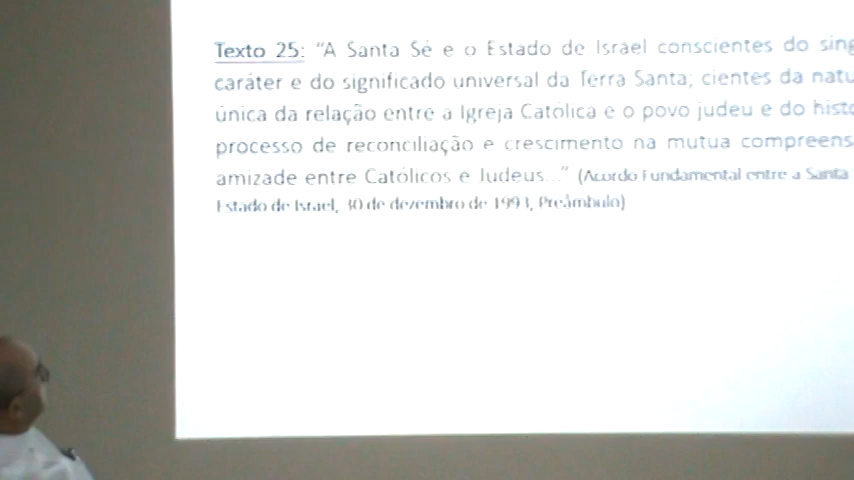 Texto 25: “A Santa Sé e o Estado de Israel conscientes do sing
caráter e do significado universal da Terra Santa; cientes da natu
única da relação entre a Igreja Católica e o povo judeu e do histó
processo de reconciliação e crescimento na mutua compreens
amizade entre Católicos e Judeus...” (Acordo Fundamental entre a Santa
Estado de Israel, 30 de dezembro de 1993, Preâmbulo)